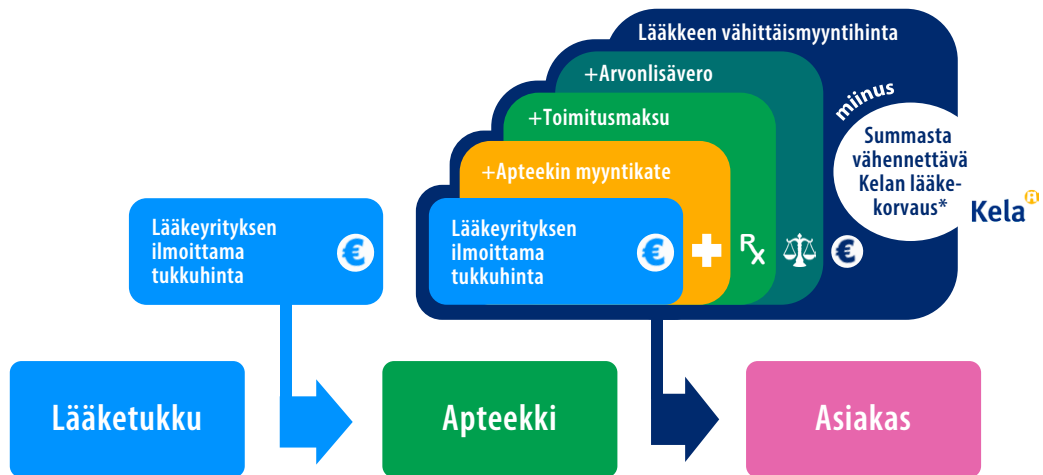 Lääkkeen vähittäismyyntihinta
+Arvonlisävero
+Toimitusmaksu
+Apteekin myyntikate
Lääkeyrityksen
ilmoittama
tukkuhinta
€
Lääkeyrityksen
ilmoittama
tukkuhinta
€
Rx
€
miinus
Summasta
vähennettävä
Kelan lääke-
korvaus*
Kela
Lääketukku
Apteekki
Asiakas